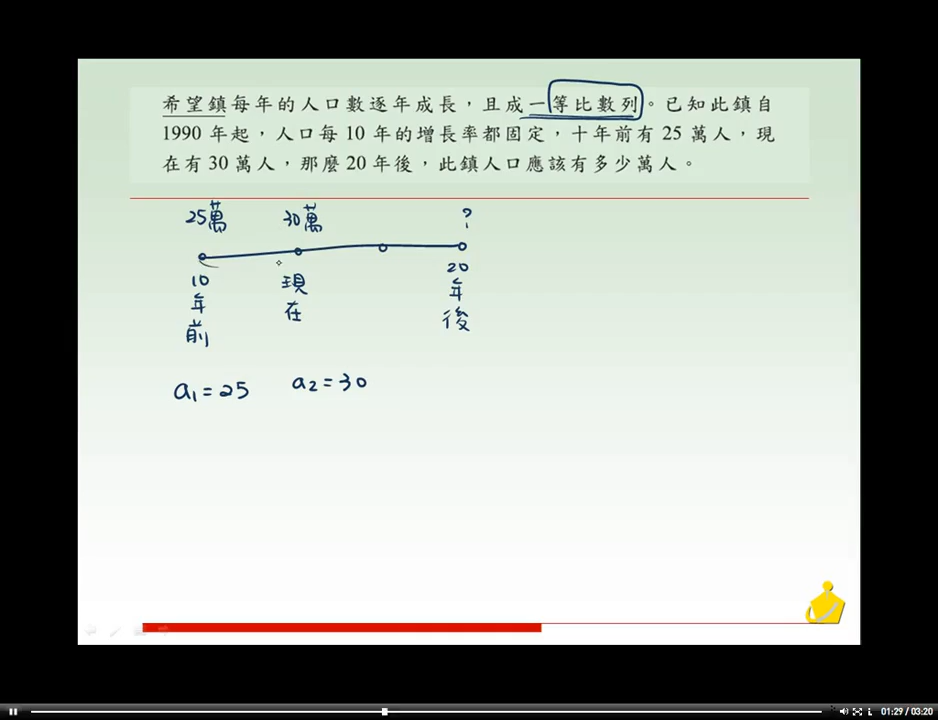 希望鎮每年的人口數逐年成長，且成一等比數列。已知此鎮自
1990 年起，人口每 10 年的增長率都固定，十年前有 25 萬人，現
在有 30 萬人，那麼 20 年後，此鎮人口應該有多少萬人。
25萬 30萬 ?
10年前 現在 20年後
a1=25 a2=30
01:29 / 03:20